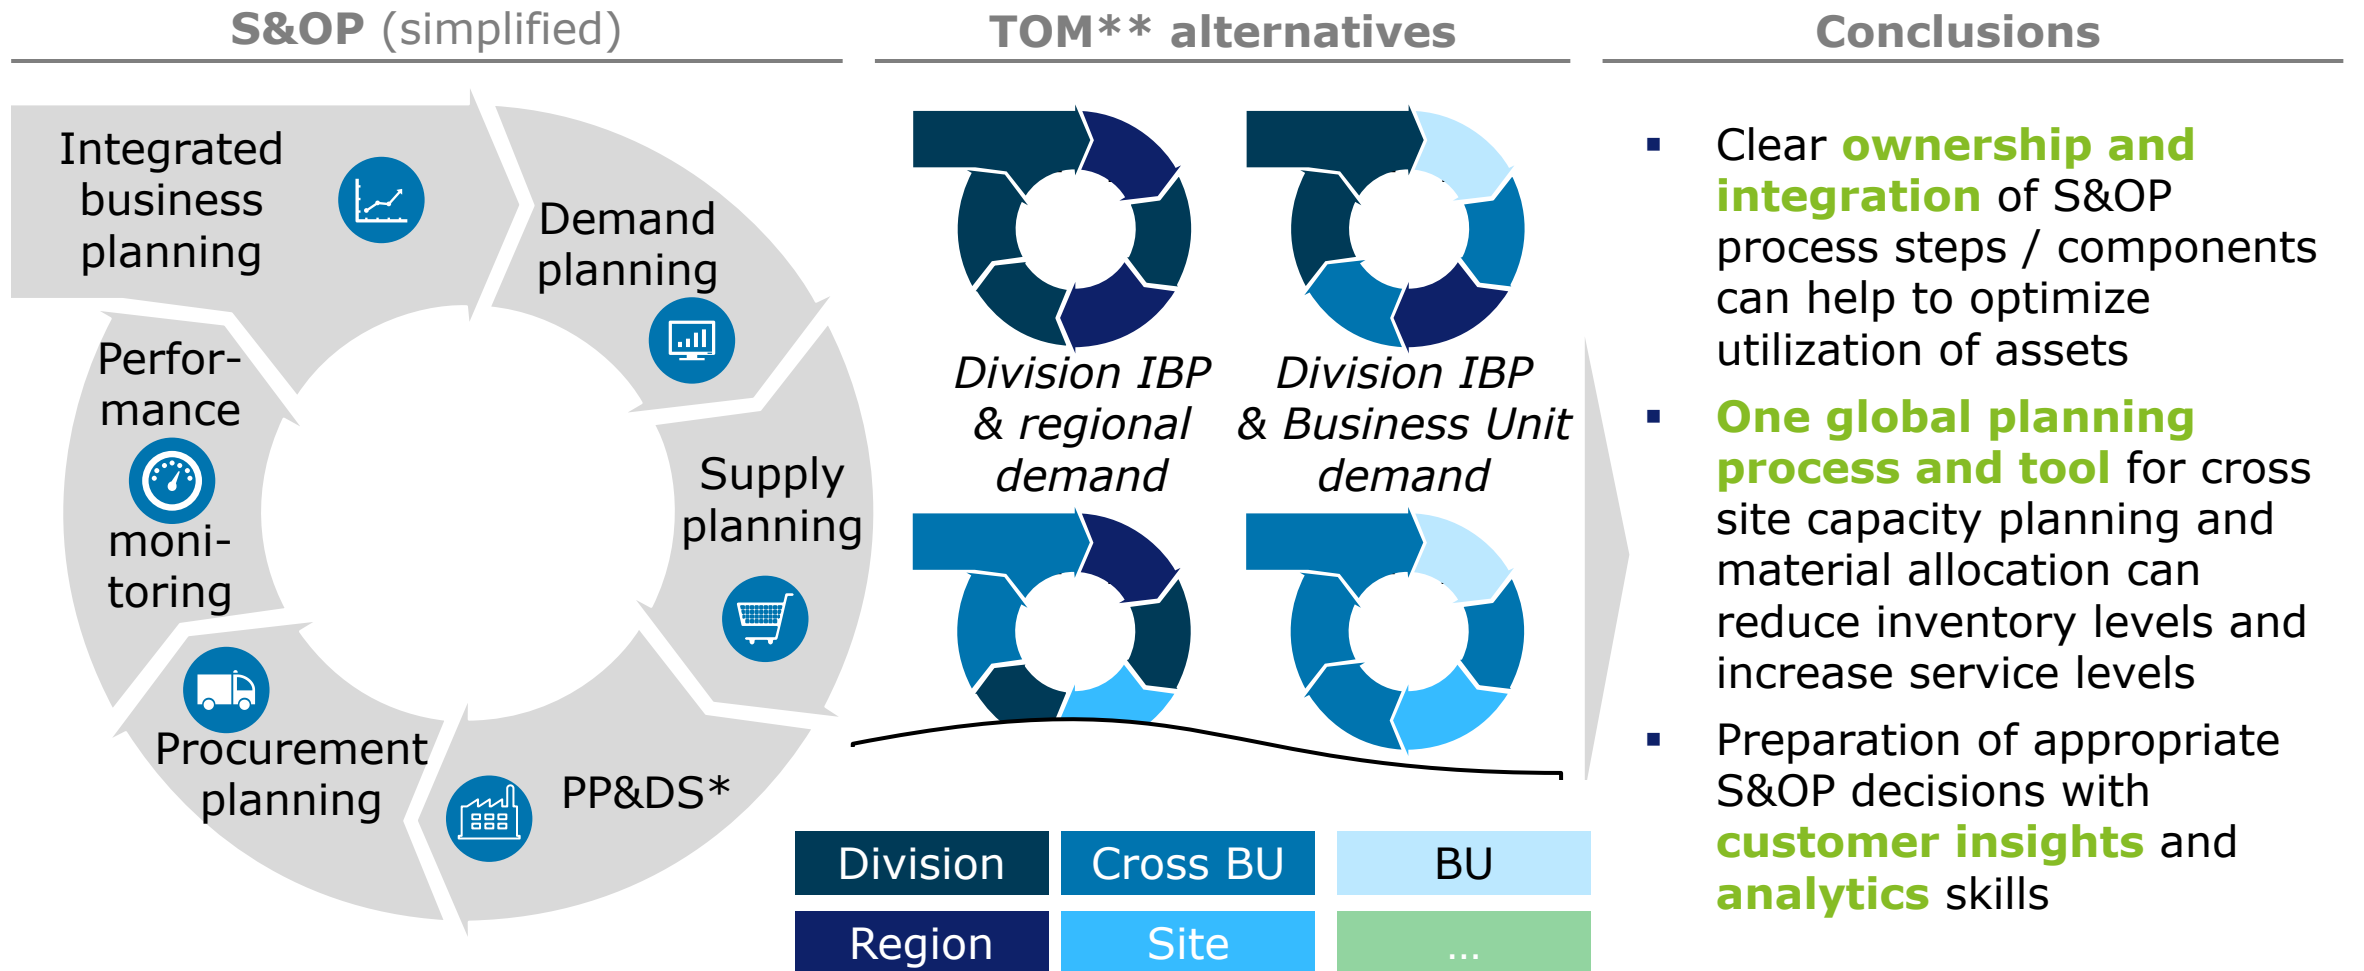 S&OP (simplified)
TOM** alternatives
Conclusions
Integrated
business
planning
Demand
planning
Supply
planning
PP&DS*
Procurement
planning
Perfor-
mance
moni-
toring
Division IBP
& regional
demand
Division IBP
& Business Unit
demand
Division
Cross BU
BU
Region
Site
...
▪ Clear ownership and
integration of S&OP
process steps / components
can help to optimize
utilization of assets
▪ One global planning
process and tool for cross
site capacity planning and
material allocation can
reduce inventory levels and
increase service levels
▪ Preparation of appropriate
S&OP decisions with
customer insights and
analytics skills